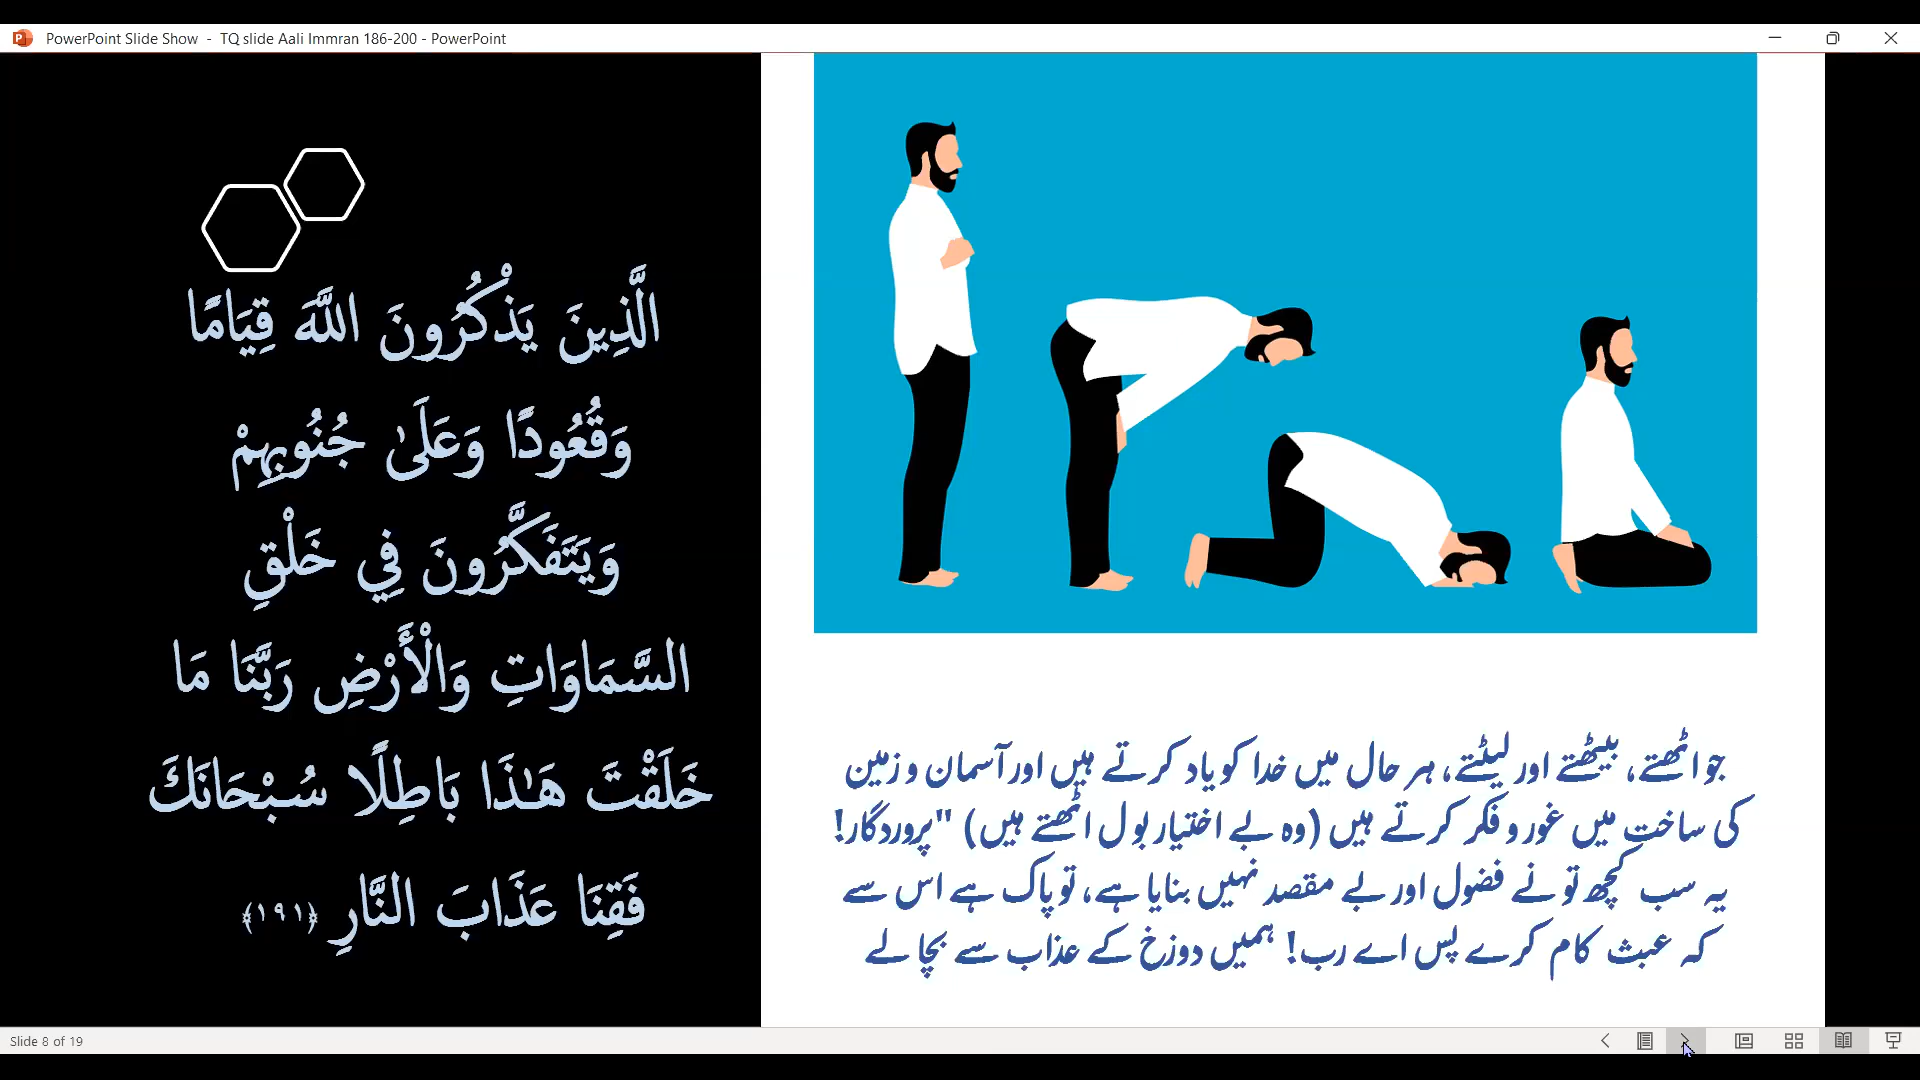 PowerPoint Slide Show - TQ slide Aali Immran 186-200 - PowerPoint
الَّذِينَ يَذْكُرُونَ اللَّهَ قِيَامًا
وَقُعُودًا وَعَلَىٰ جُنُوبِهِمْ
وَيَتَفَكَّرُونَ فِي خَلْقِ
السَّمَاوَاتِ وَالْأَرْضِ رَبَّنَا مَا
خَلَقْتَ هَـٰذَا بَاطِلًا سُبْحَانَكَ
فَقِنَا عَذَابَ النَّارِ ﴿١٩١﴾
جو اٹھتے، بیٹھتے اور لیٹتے، ہر حال میں خدا کو یاد کرتے ہیں اور آسمان و زمین
کی ساخت میں غور و فکر کرتے ہیں (وہ بے اختیار بول اٹھتے ہیں) "پروردگار!
یہ سب کچھ تو نے فضول اور بے مقصد نہیں بنایا ہے، تو پاک ہے اس سے
کہ عبث کام کرے پس اے رب! ہمیں دوزخ کے عذاب سے بچا لے
Slide 8 of 19